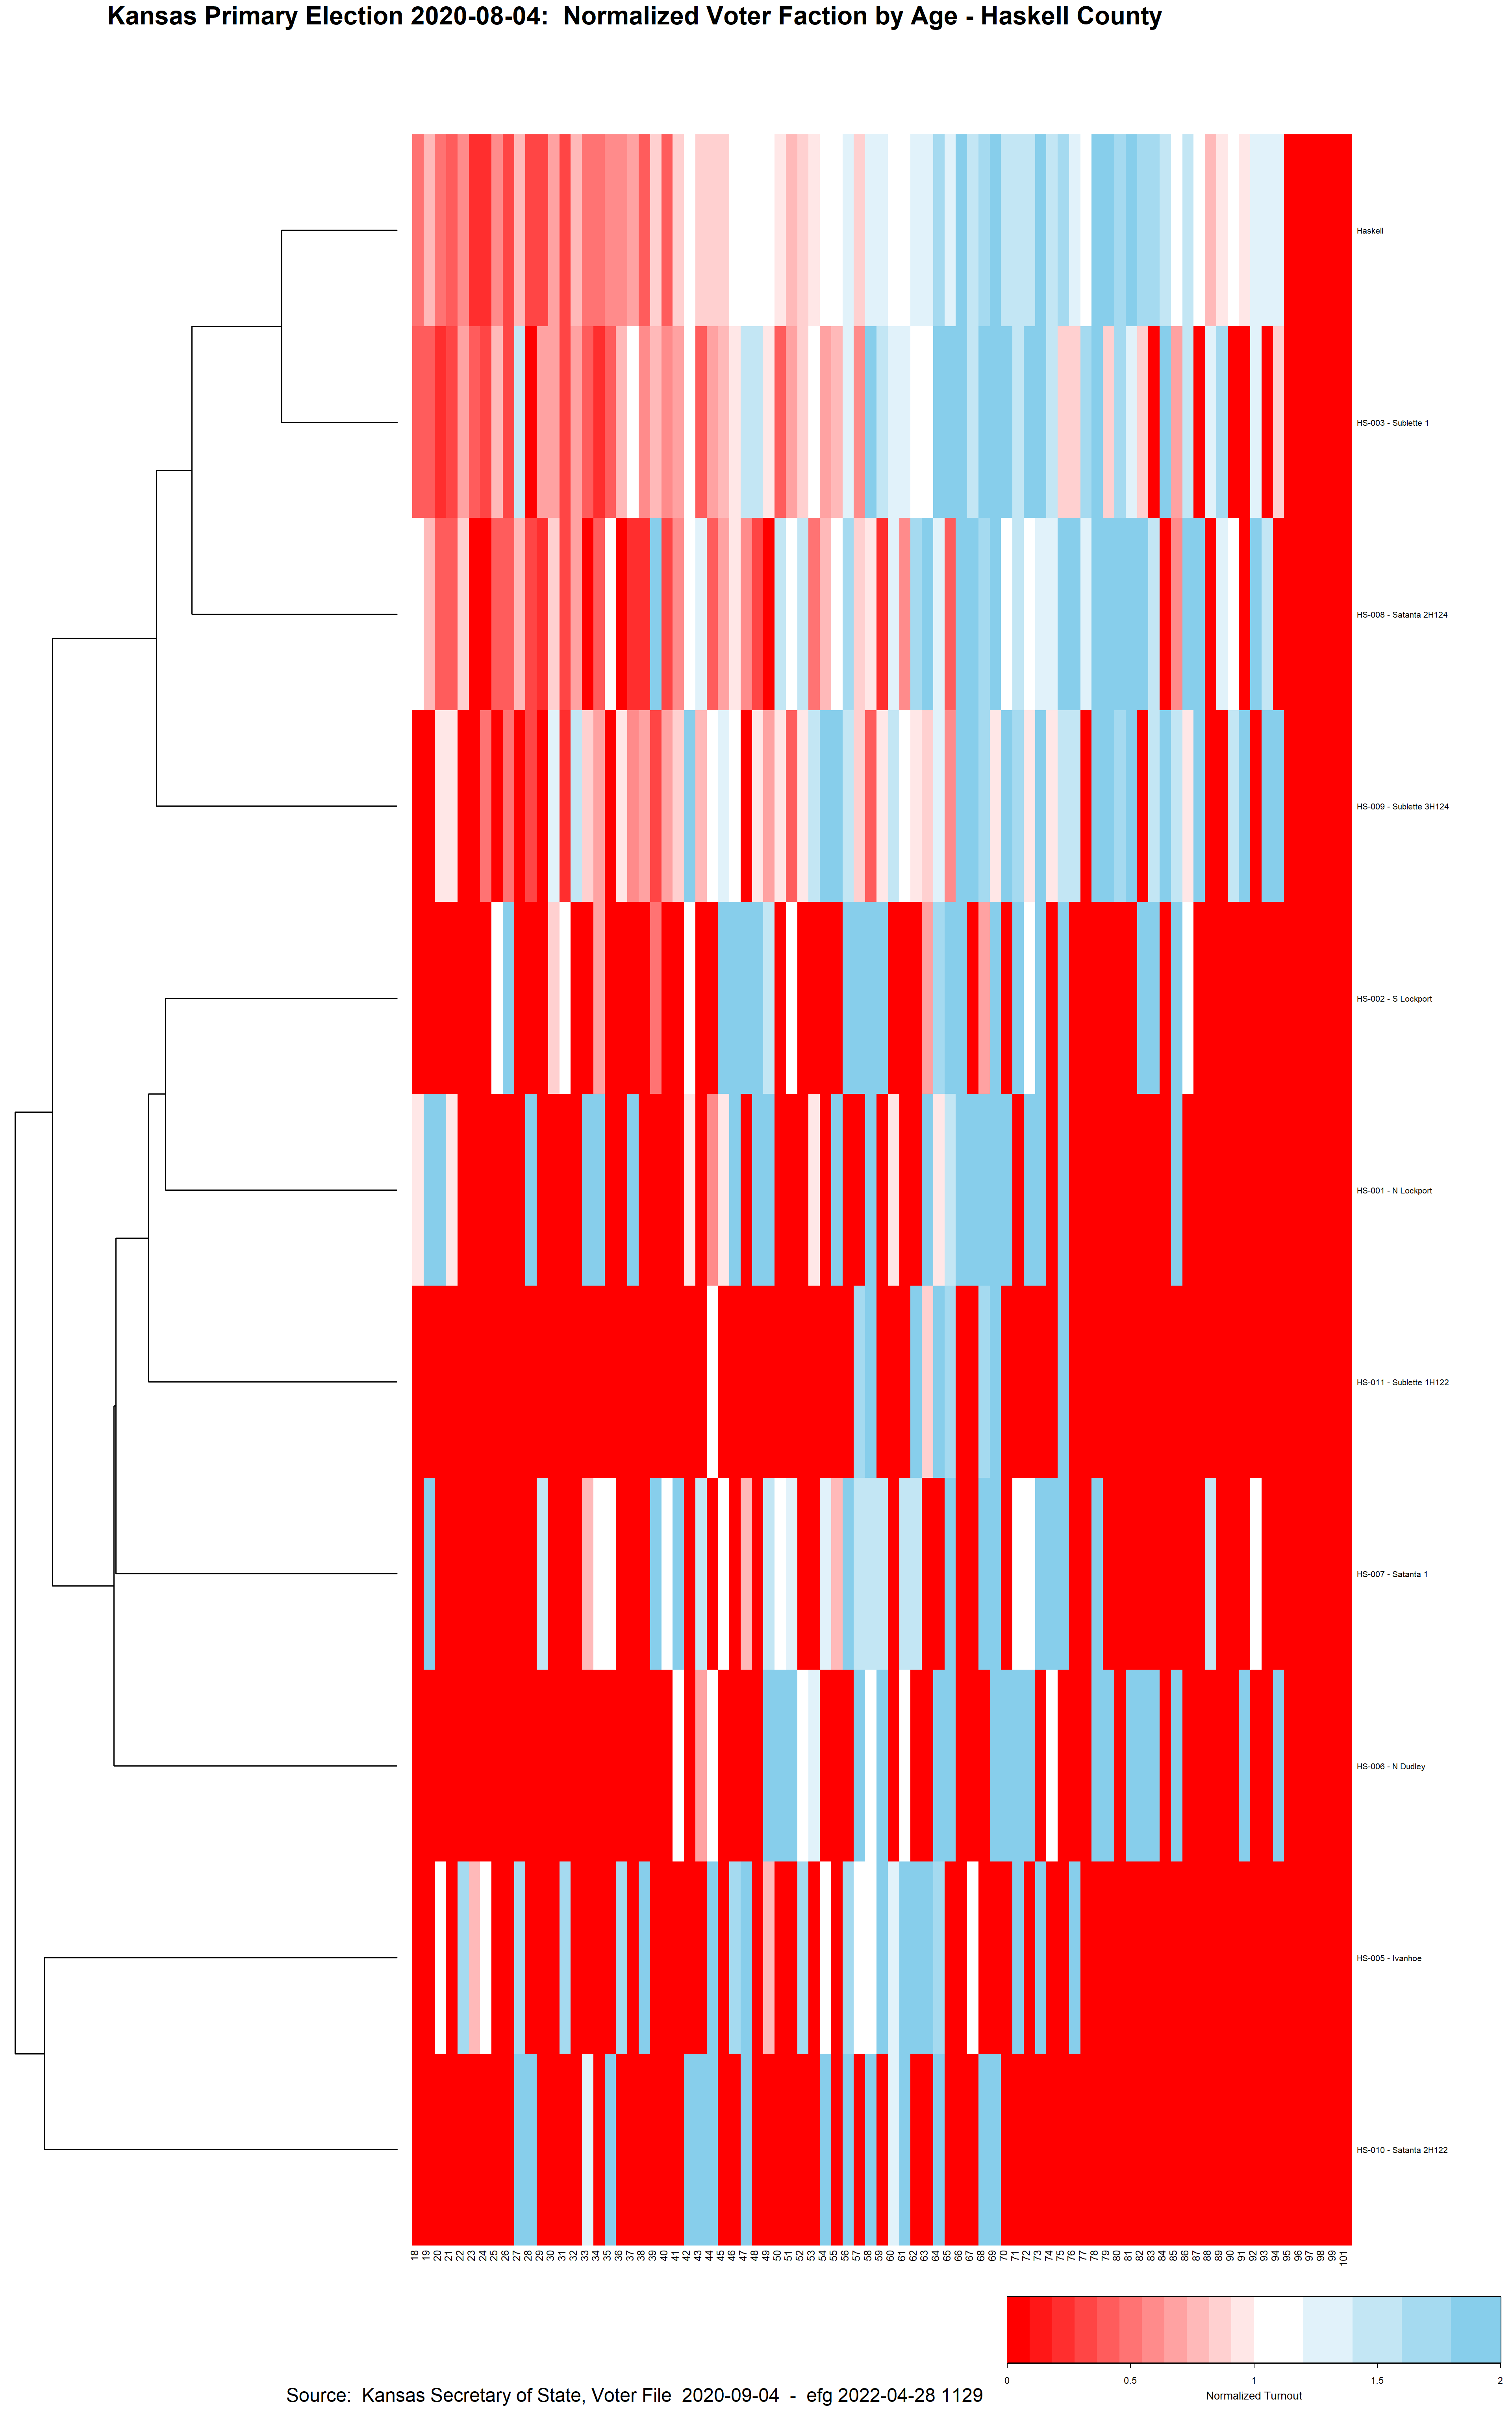 Kansas Primary Election 2020-08-04:  Normalized Voter Faction by Age - Haskell County
Haskell
HS-003 - Sublette 1
HS-008 - Satanta 2H124
HS-009 - Sublette 3H124
HS-002 - S Lockport
HS-001 - N Lockport
HS-011 - Sublette 1H122
HS-007 - Satanta 1
HS-006 - N Dudley
HS-005 - Ivanhoe
HS-010 - Satanta 2H122
18 19 20 21 22 23 24 25 26 27 28 29 30 31 32 33 34 35 36 37 38 39 40 41 42 43 44 45 46 47 48 49 50 51 52 53 54 55 56 57 58 59 60 61 62 63 64 65 66 67 68 69 70 71 72 73 74 75 76 77 78 79 80 81 82 83 84 85 86 87 88 89 90 91 92 93 94 95 96 97 98 99 101
0 0.5 1 1.5 2
Normalized Turnout
Source:  Kansas Secretary of State, Voter File  2020-09-04  -  efg 2022-04-28 1129